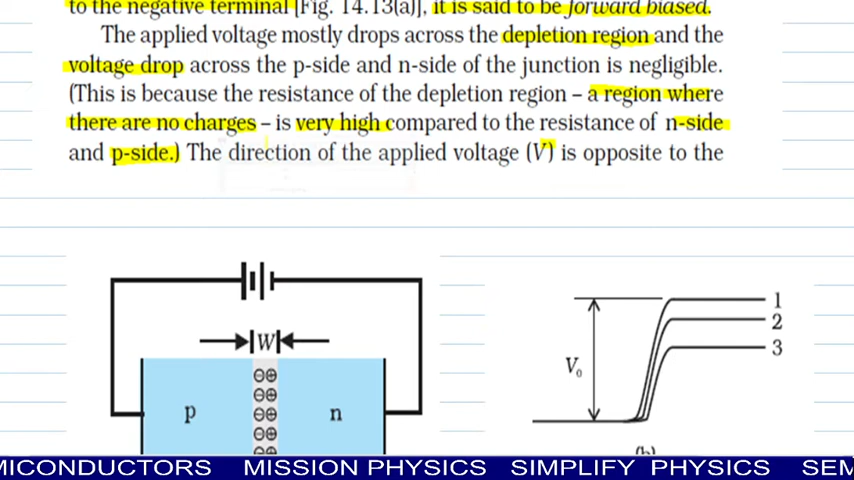 to the negative terminal [Fig. 14.13(a)], it is said to be forward biased.
The applied voltage mostly drops across the depletion region and the
voltage drop across the p-side and n-side of the junction is negligible.
(This is because the resistance of the depletion region – a region where
there are no charges – is very high compared to the resistance of n-side
and p-side.) The direction of the applied voltage (V) is opposite to the
1
2
3
W
V₀
⊖⊕
⊖⊕
p
⊖⊕
n
⊖⊕
(b)
MICONDUCTORS MISSION PHYSICS SIMPLIFY PHYSICS SEM